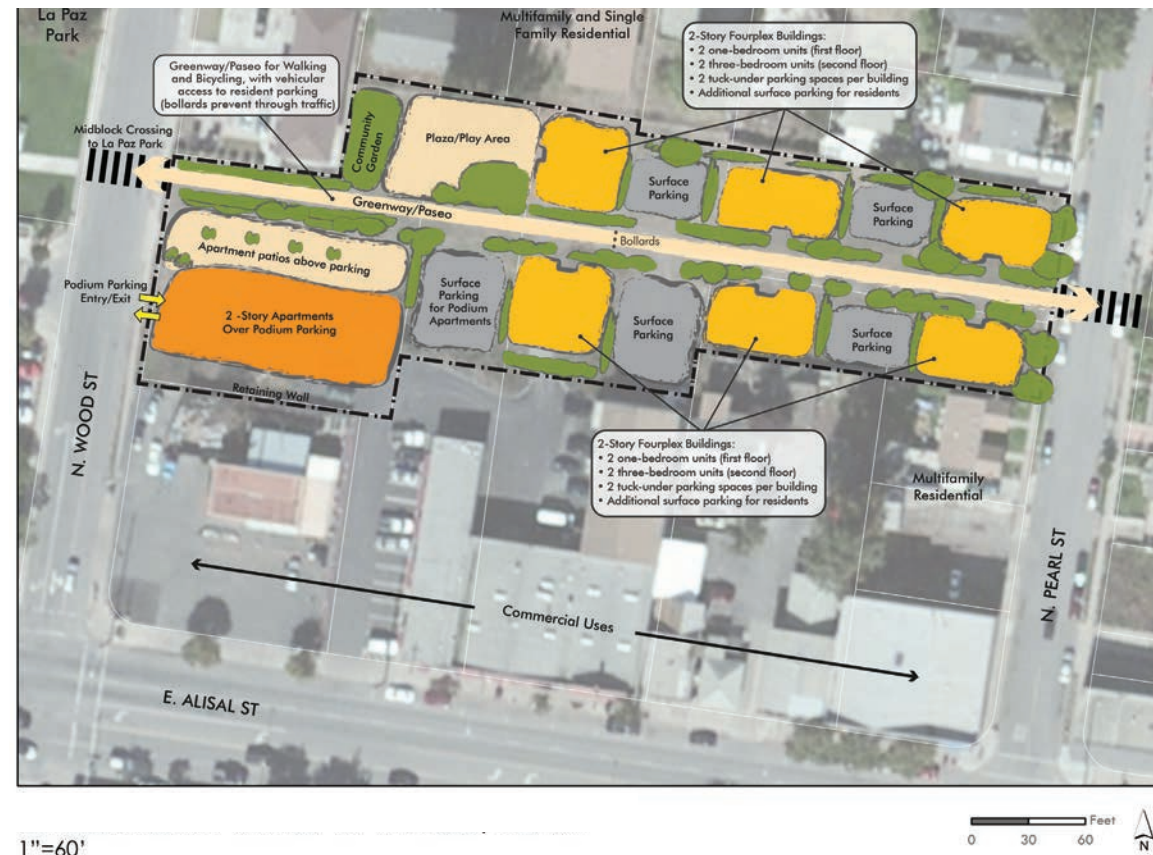 La Paz
Park
Multifamily and Single
Family Residential
2-Story Fourplex Buildings:
• 2 one-bedroom units (first floor)
• 2 three-bedroom units (second floor)
• 2 tuck-under parking spaces per building
• Additional surface parking for residents
Greenway/Paseo for Walking
and Bicycling, with vehicular
access to resident parking
(bollards prevent through traffic)
Midblock Crossing
to La Paz Park
Community
Garden
Plaza/Play Area
Surface
Parking
Surface
Parking
Greenway/Paseo
Bollards
Apartment patios above parking
Podium Parking
Entry/Exit
2 -Story Apartments
Over Podium Parking
Surface
Parking
for Podium
Apartments
Surface
Parking
Surface
Parking
Retaining Wall
N. WOOD ST
2-Story Fourplex Buildings:
• 2 one-bedroom units (first floor)
• 2 three-bedroom units (second floor)
• 2 tuck-under parking spaces per building
• Additional surface parking for residents
Multifamily
Residential
N. PEARL ST
Commercial Uses
E. ALISAL ST
1"=60'
Feet
0 30 60
N